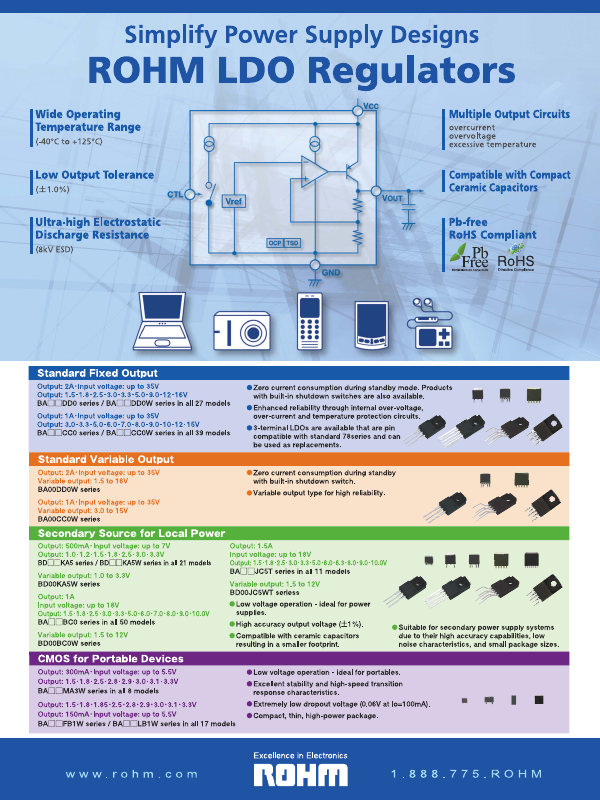 Simplify Power Supply Designs
ROHM LDO Regulators
Wide Operating
Temperature Range
(-40°C to +125°C)
Low Output Tolerance
(±1.0%)
Ultra-high Electrostatic
Discharge Resistance
(8kV ESD)
Vcc
CTL
Vref
OCP TSD
VOUT
GND
Multiple Output Circuits
overcurrent
overvoltage
excessive temperature
Compatible with Compact
Ceramic Capacitors
Pb-free
RoHS Compliant
Pb
Free
RoHS
Directive Compliance
Standard Fixed Output
Output: 2A·Input voltage: up to 35V
Output: 1.5·1.8·2.5·3.0·3.3·5.0·9.0·12·16V
BA□□DD0 series / BA□□DD0W series in all 27 models
Output: 1A·Input voltage: up to 35V
Output: 3.0·3.3·5.0·6.0·7.0·8.0·9.0·10·12·15V
BA□□CC0 series / BA□□CC0W series in all 39 models
●Zero current consumption during standby mode. Products
with built-in shutdown switches are also available.
●Enhanced reliability through internal over-voltage,
over-current and temperature protection circuits.
●3-terminal LDOs are available that are pin
compatible with standard 78series and can
be used as replacements.
Standard Variable Output
Output: 2A·Input voltage: up to 35V
Variable output: 1.5 to 16V
BA00DD0W series
Output: 1A·Input voltage: up to 35V
Variable output: 3.0 to 15V
BA00CC0W series
●Zero current consumption during standby
with built-in shutdown switch.
●Variable output type for high reliability.
Secondary Source for Local Power
Output: 500mA·Input voltage: up to 7V
Output: 1.0·1.2·1.5·1.8·2.5·3.0·3.3V
BD□□KA5 series / BD□□KA5W series in all 21 models
Variable output: 1.0 to 3.3V
BD00KA5W series
Output: 1A
Input voltage: up to 18V
Output: 1.5·1.8·2.5·3.0·3.3·5.0·6.0·7.0·8.0·9.0·10.0V
BA□□BC0 series in all 50 models
Variable output: 1.5 to 12V
BD00BC0W series
Output: 1.5A
Input voltage: up to 18V
Output: 1.5·1.8·2.5·3.0·3.3·5.0·6.0·8.0·9.0·10.0V
BA□□JC5T series in all 11 models
Variable output: 1.5 to 12V
BD00JC5WT seriess
●Low voltage operation - ideal for power
supplies.
●High accuracy output voltage (±1%).
●Compatible with ceramic capacitors
resulting in a smaller footprint.
●Suitable for secondary power supply systems
due to their high accuracy capabilities, low
noise characteristics, and small package sizes.
CMOS for Portable Devices
Output: 300mA·Input voltage: up to 5.5V
Output: 1.5·1.8·2.5·2.8·2.9·3.0·3.1·3.3V
BA□□MA3W series in all 8 models
Output: 1.5·1.8·1.85·2.5·2.8·2.9·3.0·3.1·3.3V
Output: 150mA·Input voltage: up to 5.5V
BA□□FB1W series / BA□□LB1W series in all 17 models
●Low voltage operation - ideal for portables.
●Excellent stability and high-speed transition
response characteristics.
●Extremely low dropout voltage (0.06V at Io=100mA).
●Compact, thin, high-power package.
www.rohm.com
Excellence in Electronics
ROHM
1.888.775.ROHM